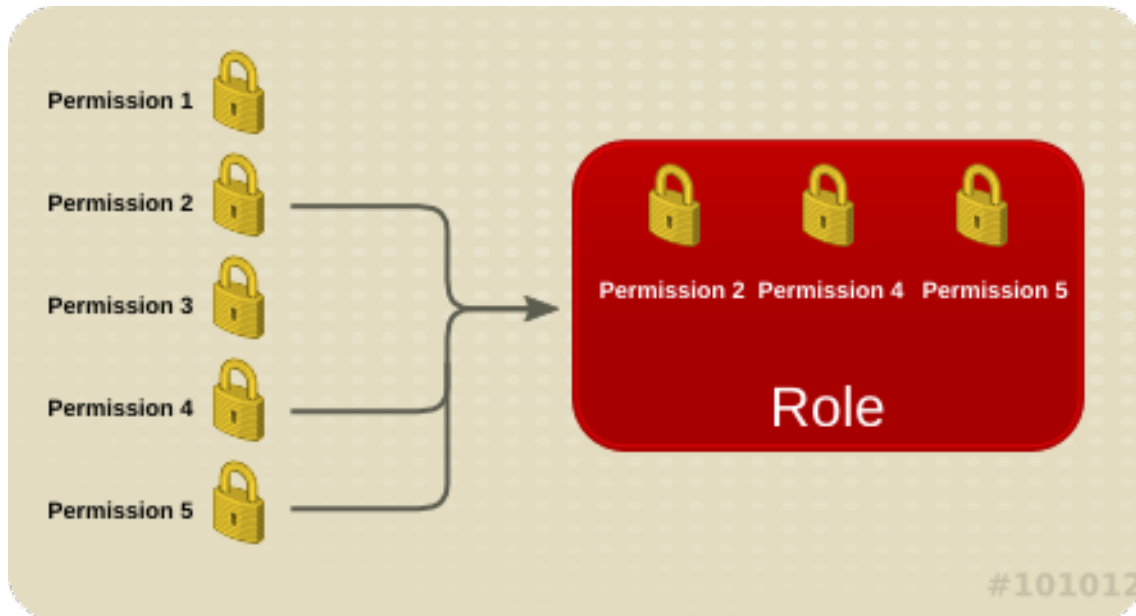 Permission 1
Permission 2
Permission 3
Permission 4
Permission 5
Permission 2 Permission 4 Permission 5
Role
#101012